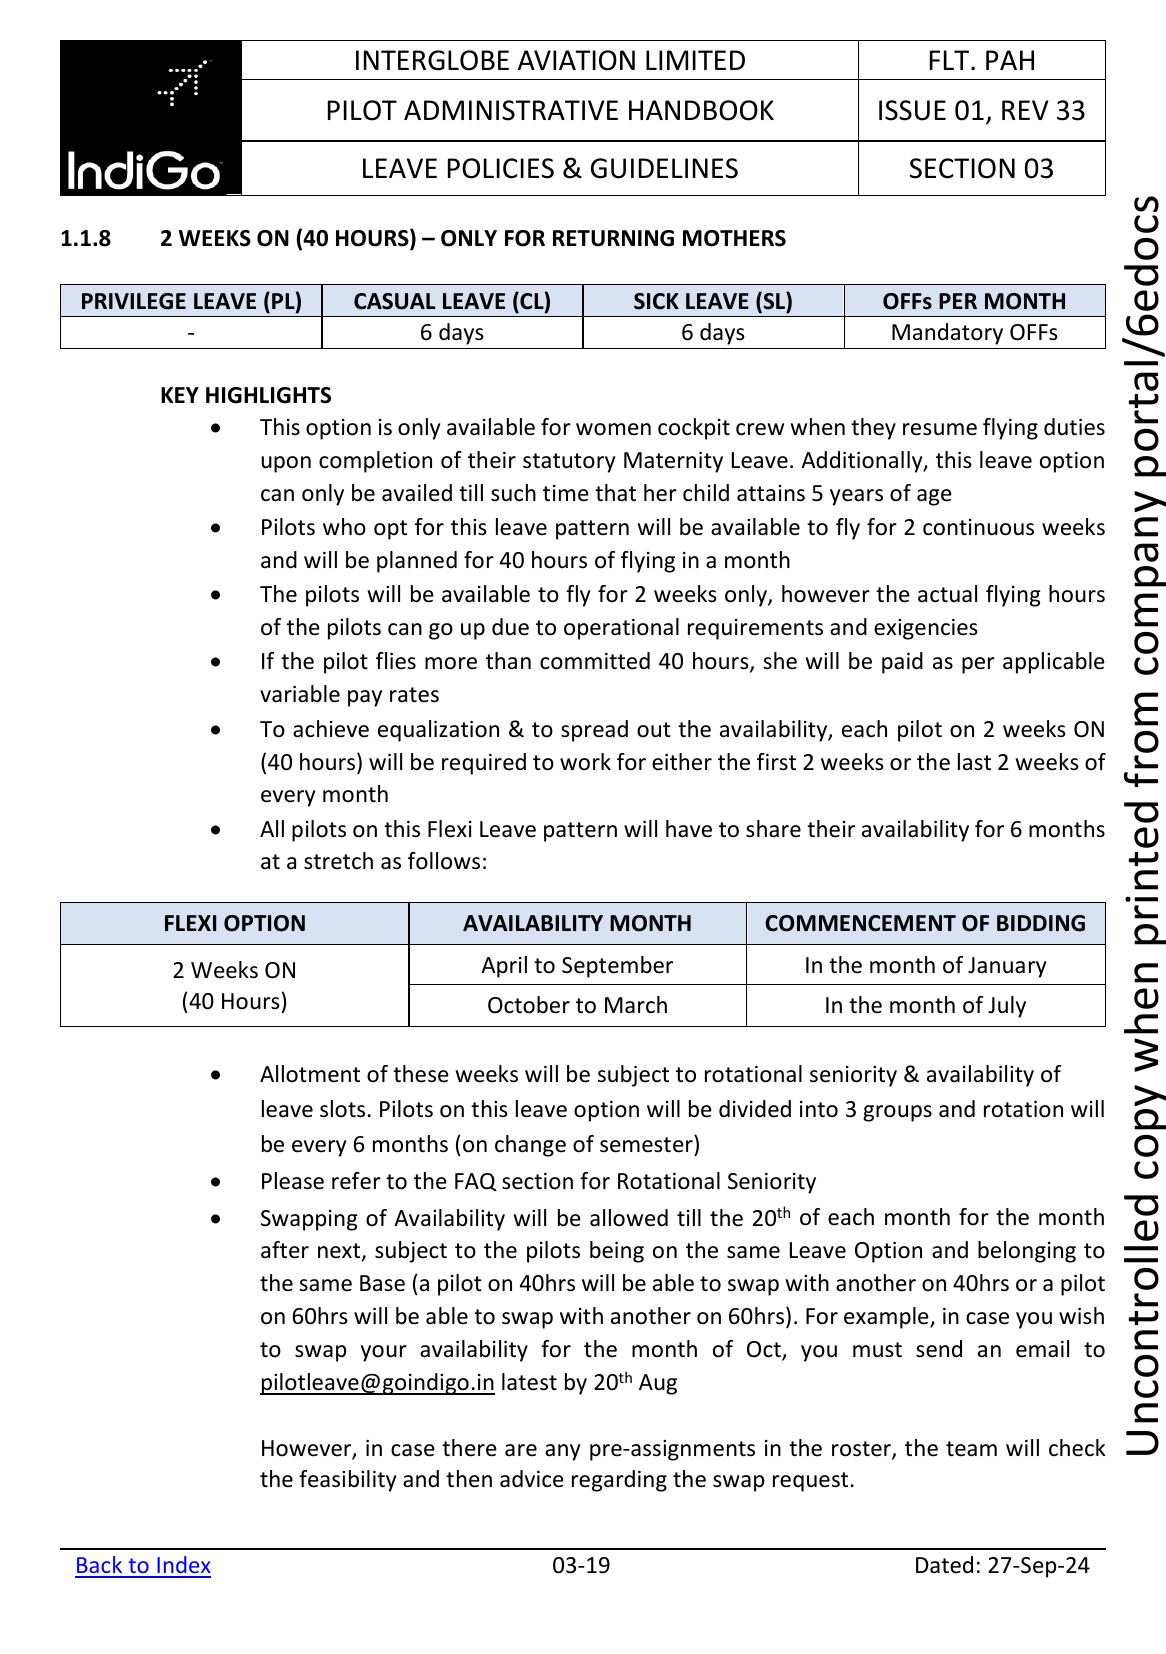 INTERGLOBE AVIATION LIMITED
FLT. PAH
PILOT ADMINISTRATIVE HANDBOOK
ISSUE 01, REV 33
IndiGo
LEAVE POLICIES & GUIDELINES
SECTION 03
1.1.8 2 WEEKS ON (40 HOURS) – ONLY FOR RETURNING MOTHERS
PRIVILEGE LEAVE (PL) CASUAL LEAVE (CL) SICK LEAVE (SL) OFFs PER MONTH
- 6 days 6 days Mandatory OFFs
KEY HIGHLIGHTS
• This option is only available for women cockpit crew when they resume flying duties
upon completion of their statutory Maternity Leave. Additionally, this leave option
can only be availed till such time that her child attains 5 years of age
• Pilots who opt for this leave pattern will be available to fly for 2 continuous weeks
and will be planned for 40 hours of flying in a month
• The pilots will be available to fly for 2 weeks only, however the actual flying hours
of the pilots can go up due to operational requirements and exigencies
• If the pilot flies more than committed 40 hours, she will be paid as per applicable
variable pay rates
• To achieve equalization & to spread out the availability, each pilot on 2 weeks ON
(40 hours) will be required to work for either the first 2 weeks or the last 2 weeks of
every month
• All pilots on this Flexi Leave pattern will have to share their availability for 6 months
at a stretch as follows:
FLEXI OPTION AVAILABILITY MONTH COMMENCEMENT OF BIDDING
2 Weeks ON
(40 Hours)
April to September In the month of January
October to March In the month of July
• Allotment of these weeks will be subject to rotational seniority & availability of
leave slots. Pilots on this leave option will be divided into 3 groups and rotation will
be every 6 months (on change of semester)
• Please refer to the FAQ section for Rotational Seniority
• Swapping of Availability will be allowed till the 20th of each month for the month
after next, subject to the pilots being on the same Leave Option and belonging to
the same Base (a pilot on 40hrs will be able to swap with another on 40hrs or a pilot
on 60hrs will be able to swap with another on 60hrs). For example, in case you wish
to swap your availability for the month of Oct, you must send an email to
pilotleave@goindigo.in latest by 20th Aug
However, in case there are any pre-assignments in the roster, the team will check
the feasibility and then advice regarding the swap request.
Back to Index 03-19 Dated: 27-Sep-24
Uncontrolled copy when printed from company portal/6edocs